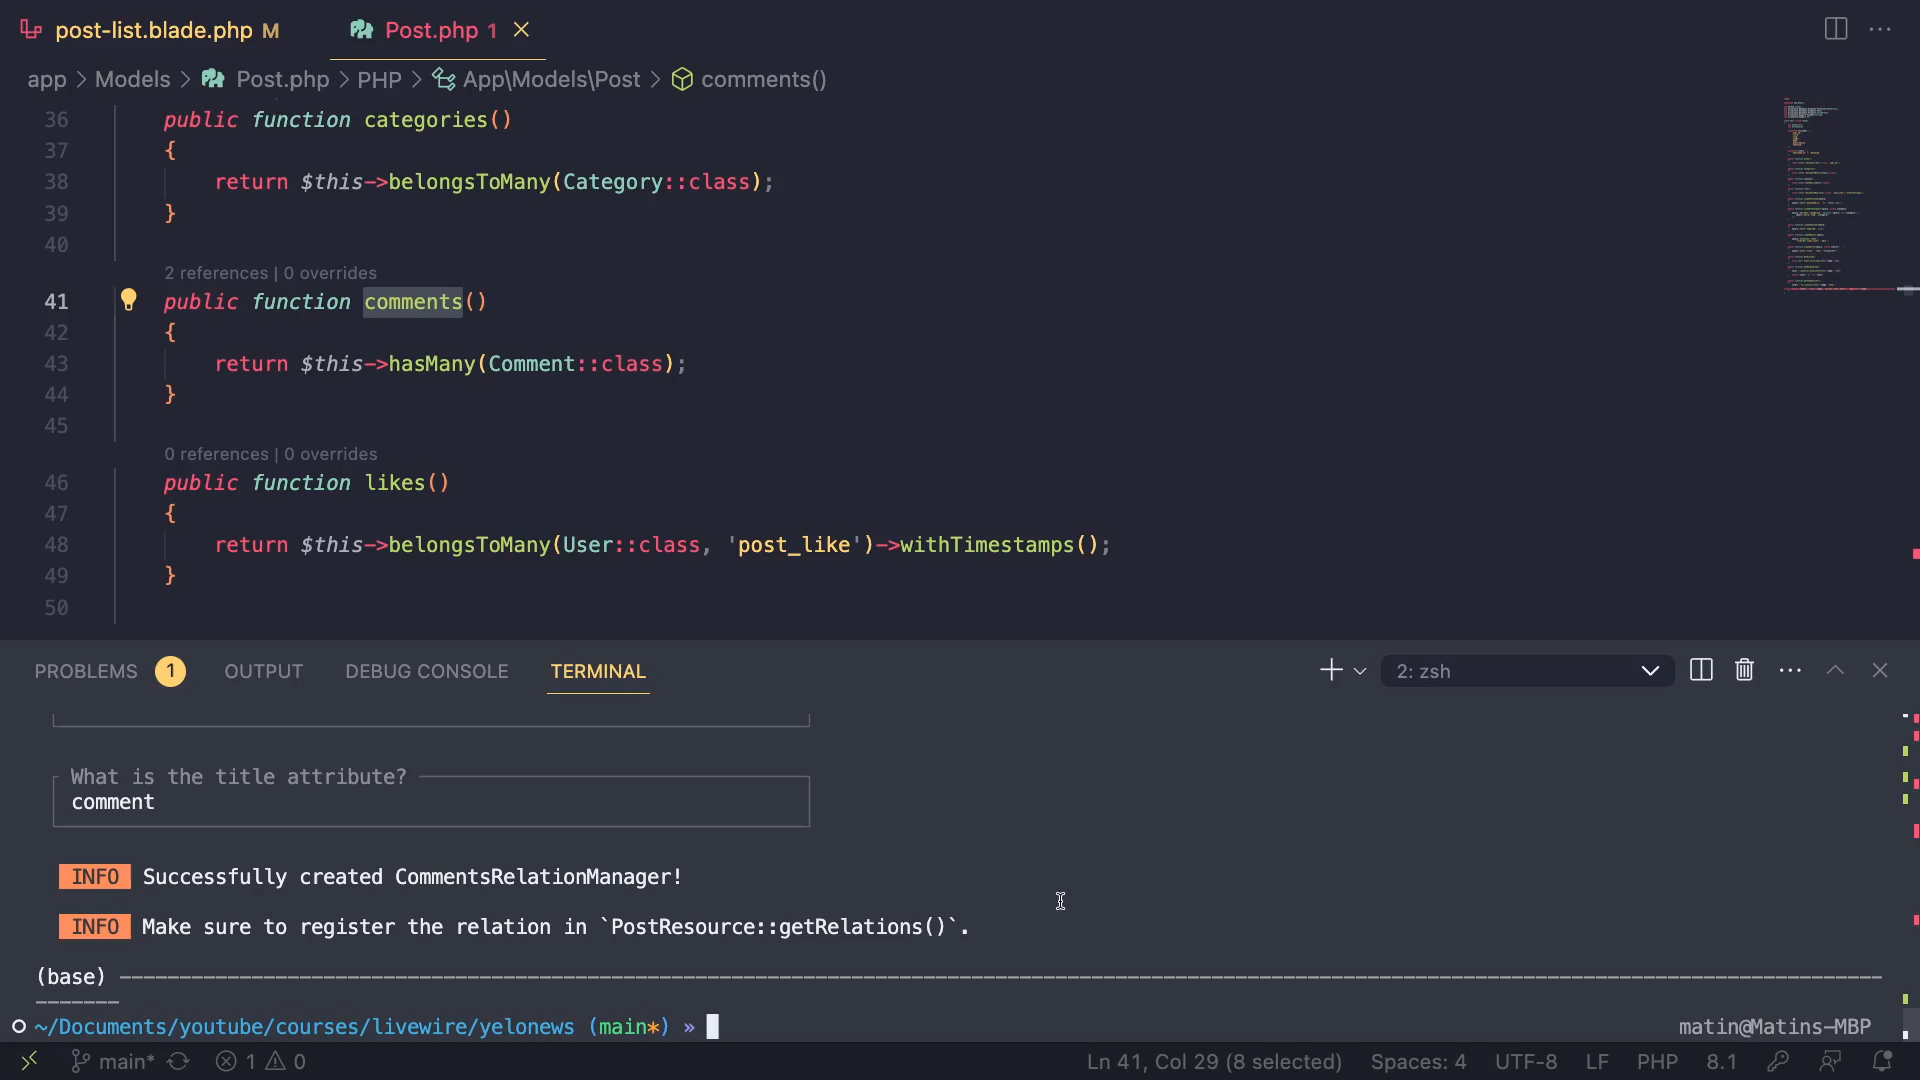 post-list.blade.php M
Post.php 1
app > Models > Post.php > PHP > App\Models\Post > comments()
36 public function categories()
37 {
38 return $this->belongsToMany(Category::class);
39 }
40
2 references | 0 overrides
41 public function comments()
42 {
43 return $this->hasMany(Comment::class);
44 }
45
0 references | 0 overrides
46 public function likes()
47 {
48 return $this->belongsToMany(User::class, 'post_like')->withTimestamps();
49 }
50
PROBLEMS 1 OUTPUT DEBUG CONSOLE TERMINAL 2: zsh
What is the title attribute?
comment
INFO Successfully created CommentsRelationManager!
INFO Make sure to register the relation in `PostResource::getRelations()`.
(base)
~/Documents/youtube/courses/livewire/yelonews (main*) » matin@Matins-MBP
main* 1 0 Ln 41, Col 29 (8 selected) Spaces: 4 UTF-8 LF PHP 8.1